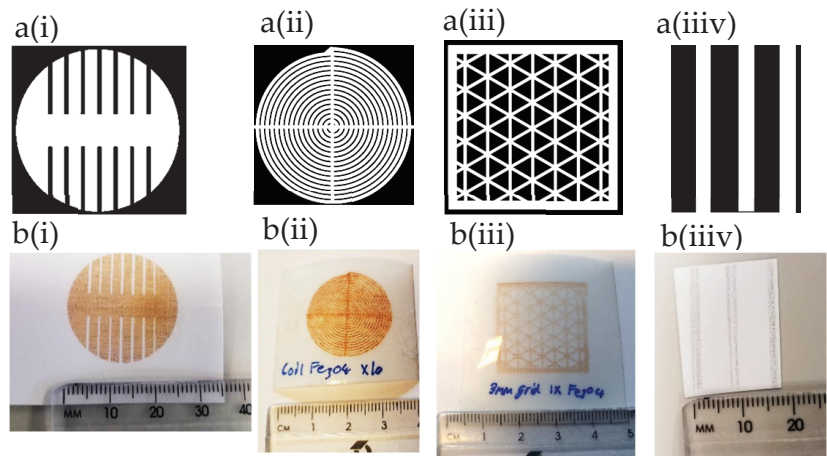 a(i)
a(ii)
a(iii)
a(iiiv)
b(i)
b(ii)
b(iii)
b(iiiv)
Coil Fe3O4 x10
3mm grid 1X Fe3O4
MM 10 20 30 40
CM 1 2 3
CM 1 2 3 4 5
MM 10 20